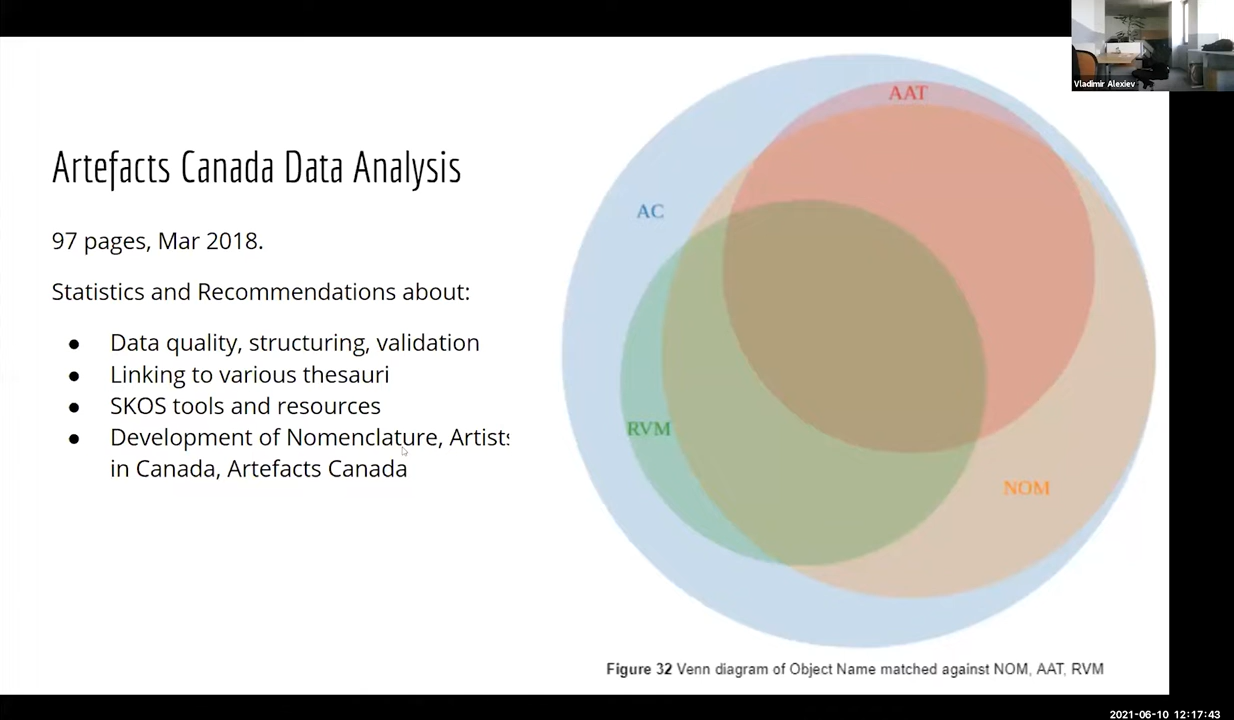 Vladimir Alexiev
Artefacts Canada Data Analysis
97 pages, Mar 2018.
Statistics and Recommendations about:
● Data quality, structuring, validation
● Linking to various thesauri
● SKOS tools and resources
● Development of Nomenclature, Artists
in Canada, Artefacts Canada
AAT
AC
RVM
NOM
Figure 32 Venn diagram of Object Name matched against NOM, AAT, RVM
2021-06-10 12:17:43